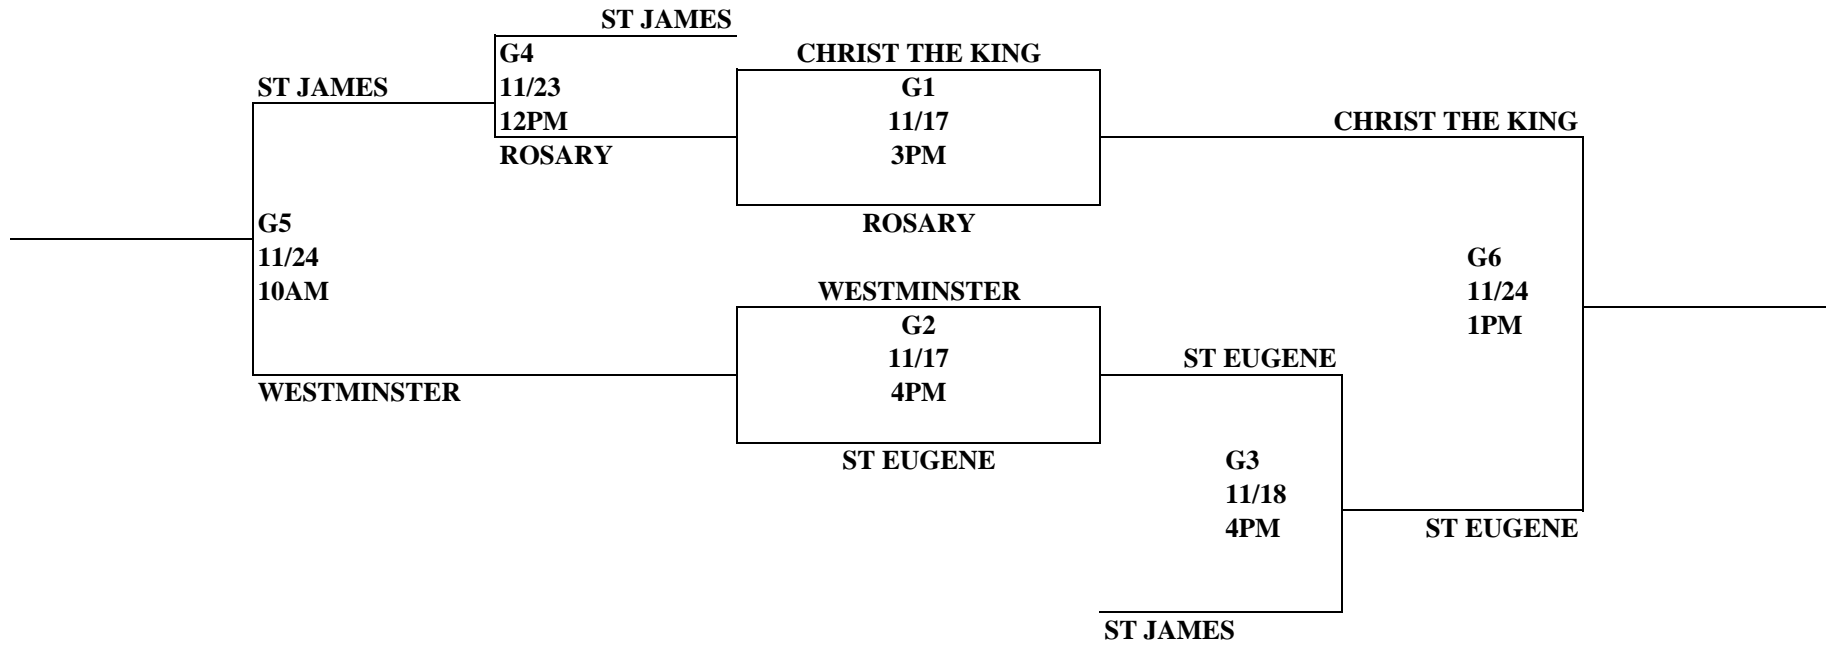 ST JAMES
G4
11/23
12PM
ROSARY
CHRIST THE KING
G1
11/17
3PM
ROSARY
ST JAMES
CHRIST THE KING
G5
11/24
10AM
WESTMINSTER
WESTMINSTER
G2
11/17
4PM
ST EUGENE
ST EUGENE
G3
11/18
4PM
ST JAMES
G6
11/24
1PM
ST EUGENE